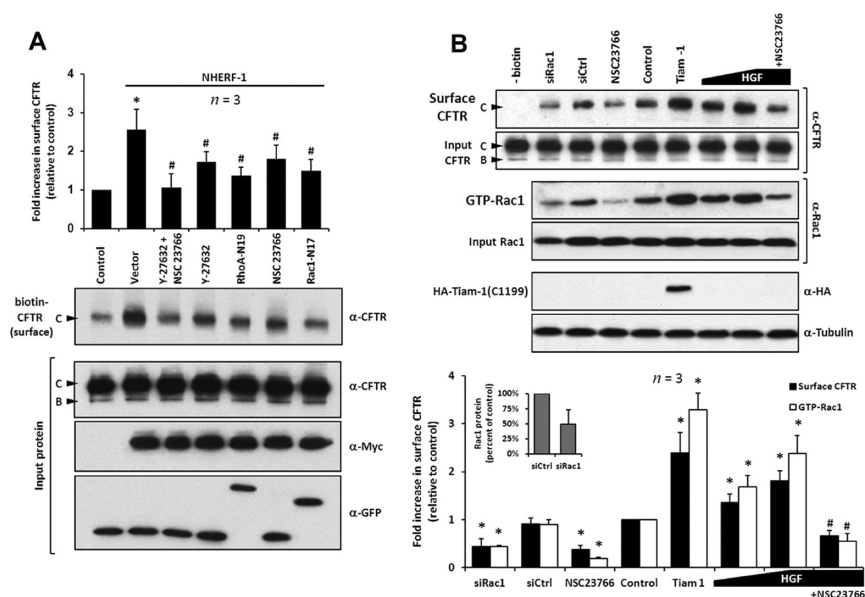 A
NHERF-1
n = 3
Fold increase in surface CFTR
(relative to control)
4
3
2
1
0
*
#
#
#
#
#
Control
Vector
Y-27632 +
NSC 23766
Y-27632
RhoA-N19
NSC 23766
Rac1-N17
biotin-
CFTR
(surface)
C
α-CFTR
Input protein
C
B
α-CFTR
α-Myc
α-GFP
B
- biotin
siRac1
siCtrl
NSC23766
Control
Tiam -1
HGF
+NSC23766
Surface
CFTR
C
Input
CFTR
C
B
α-CFTR
GTP-Rac1
Input Rac1
α-Rac1
HA-Tiam-1(C1199)
α-HA
α-Tubulin
Fold increase in surface CFTR
(relative to control)
4
3
2
1
0
n = 3
Surface CFTR
GTP-Rac1
Rac1 protein
(percent of control)
100%
75%
50%
25%
0%
siCtrl
siRac1
* *
* *
* *
* *
* *
# #
siRac1
siCtrl
NSC23766
Control
Tiam 1
HGF
+NSC23766